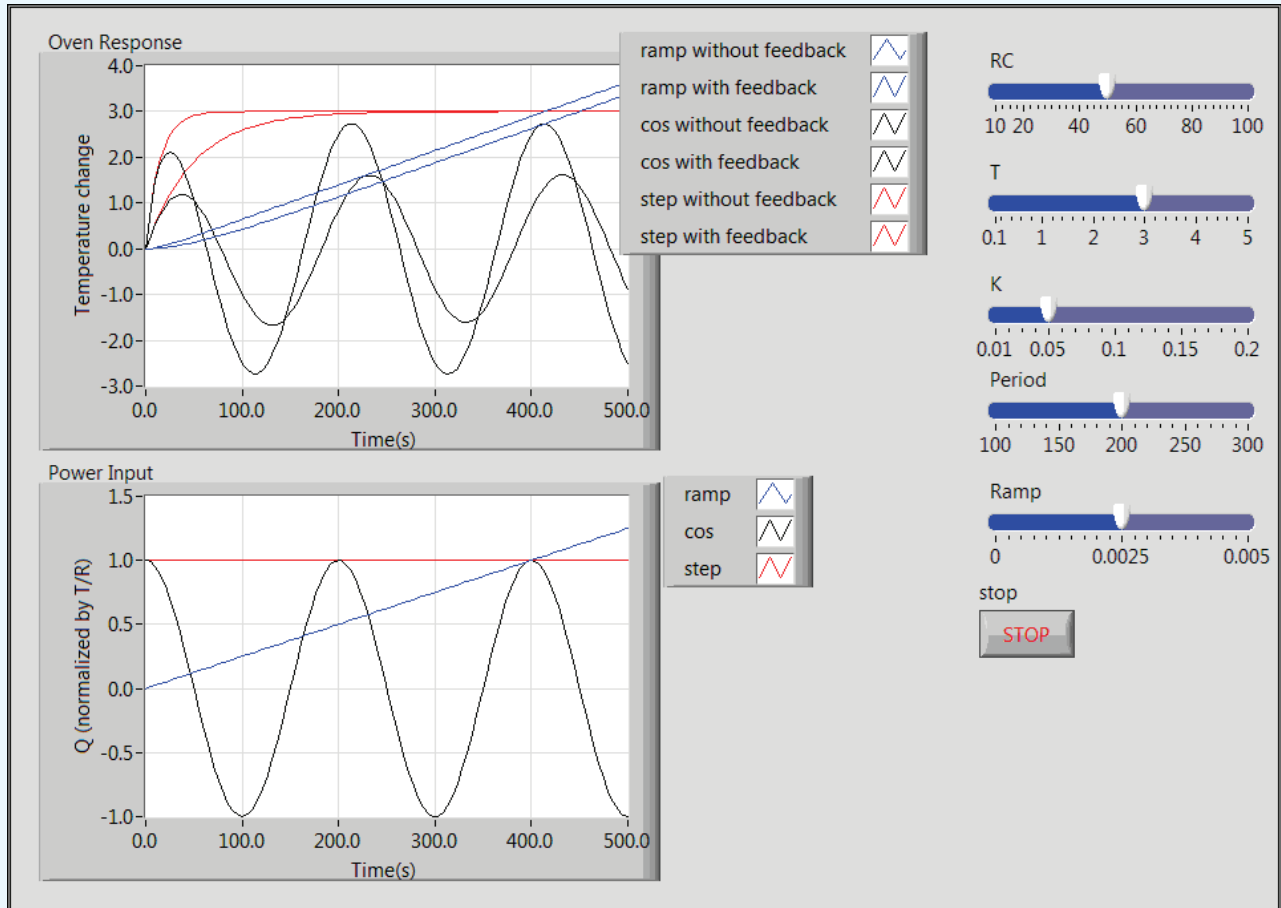 Oven Response
4.0
3.0
2.0
1.0
0.0
-1.0
-2.0
-3.0
Temperature change
0.0 100.0 200.0 300.0 400.0 500.0
Time(s)
ramp without feedback
ramp with feedback
cos without feedback
cos with feedback
step without feedback
step with feedback
RC
10 20 40 60 80 100
T
0.1 1 2 3 4 5
K
0.01 0.05 0.1 0.15 0.2
Period
100 150 200 250 300
Ramp
0 0.0025 0.005
stop
STOP
Power Input
1.5
1.0
0.5
0.0
-0.5
-1.0
Q (normalized by T/R)
0.0 100.0 200.0 300.0 400.0 500.0
Time(s)
ramp
cos
step